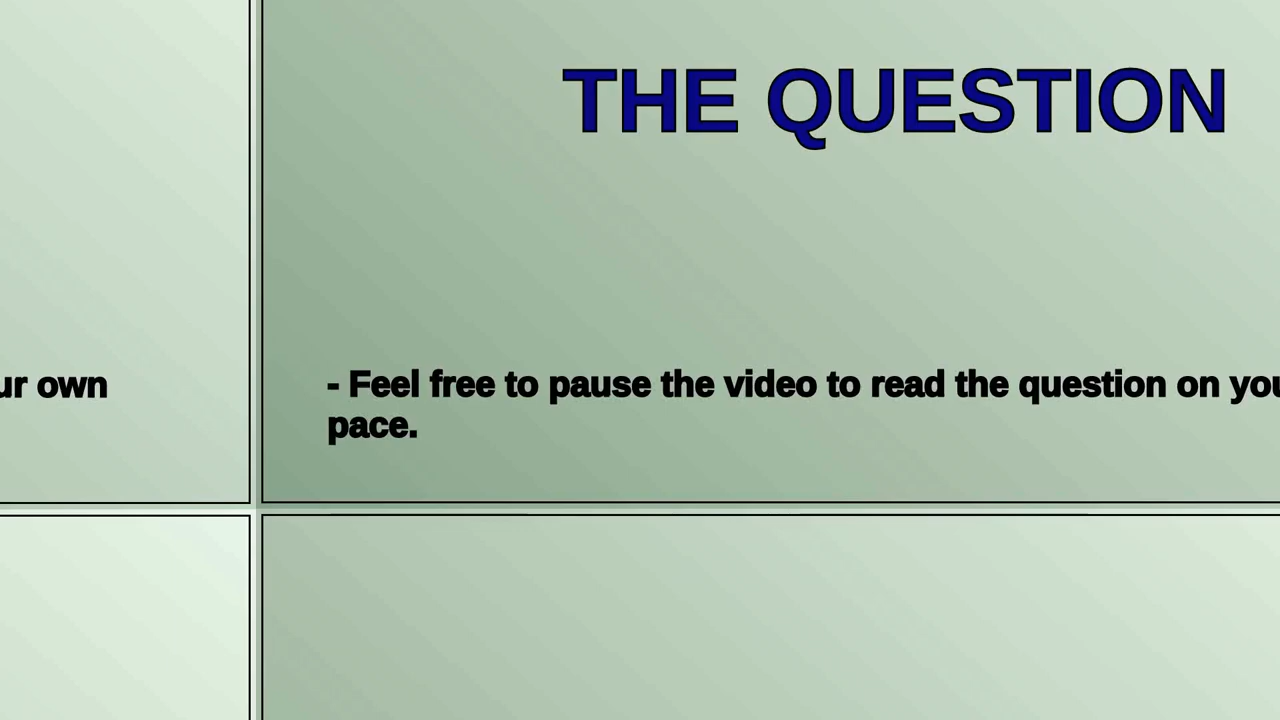 THE QUESTION
ur own
- Feel free to pause the video to read the question on you
pace.